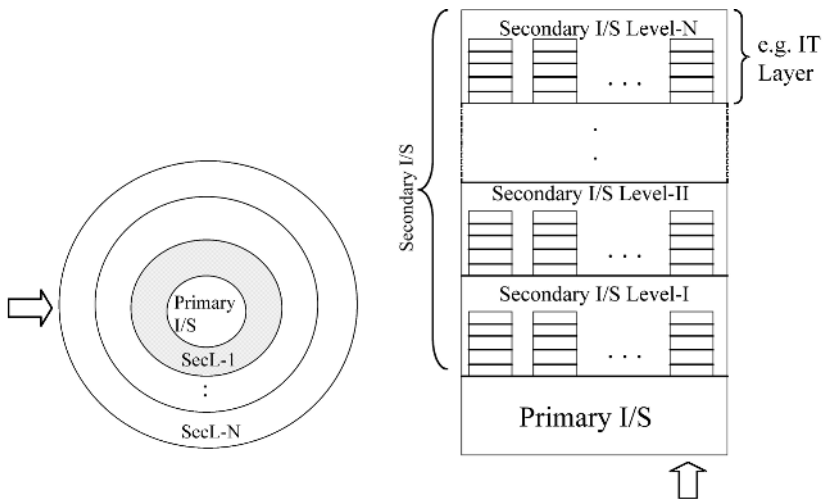 Primary
I/S
SecL-1
:
SecL-N
Secondary I/S
Secondary I/S Level-N
. . .
e.g. IT
Layer
.
.
Secondary I/S Level-II
. . .
Secondary I/S Level-I
. . .
Primary I/S